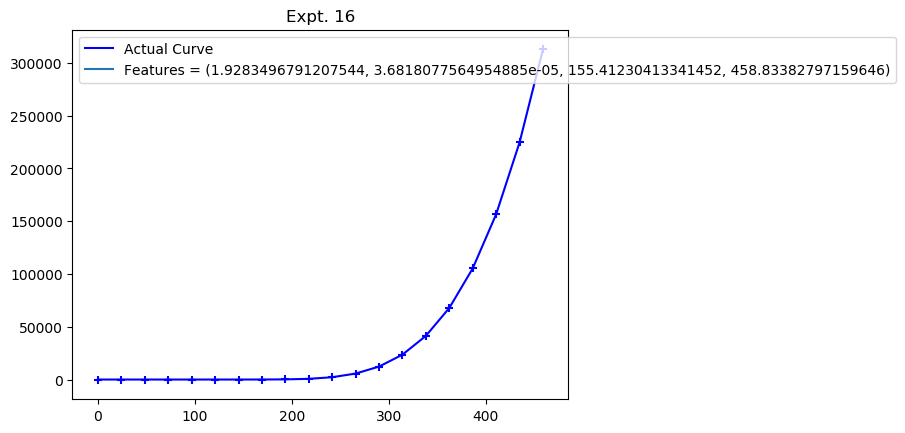 Expt. 16
Actual Curve
Features = (1.9283496791207544, 3.6818077564954885e-05, 155.41230413341452, 458.83382797159646)
300000
250000
200000
150000
100000
50000
0
0 100 200 300 400